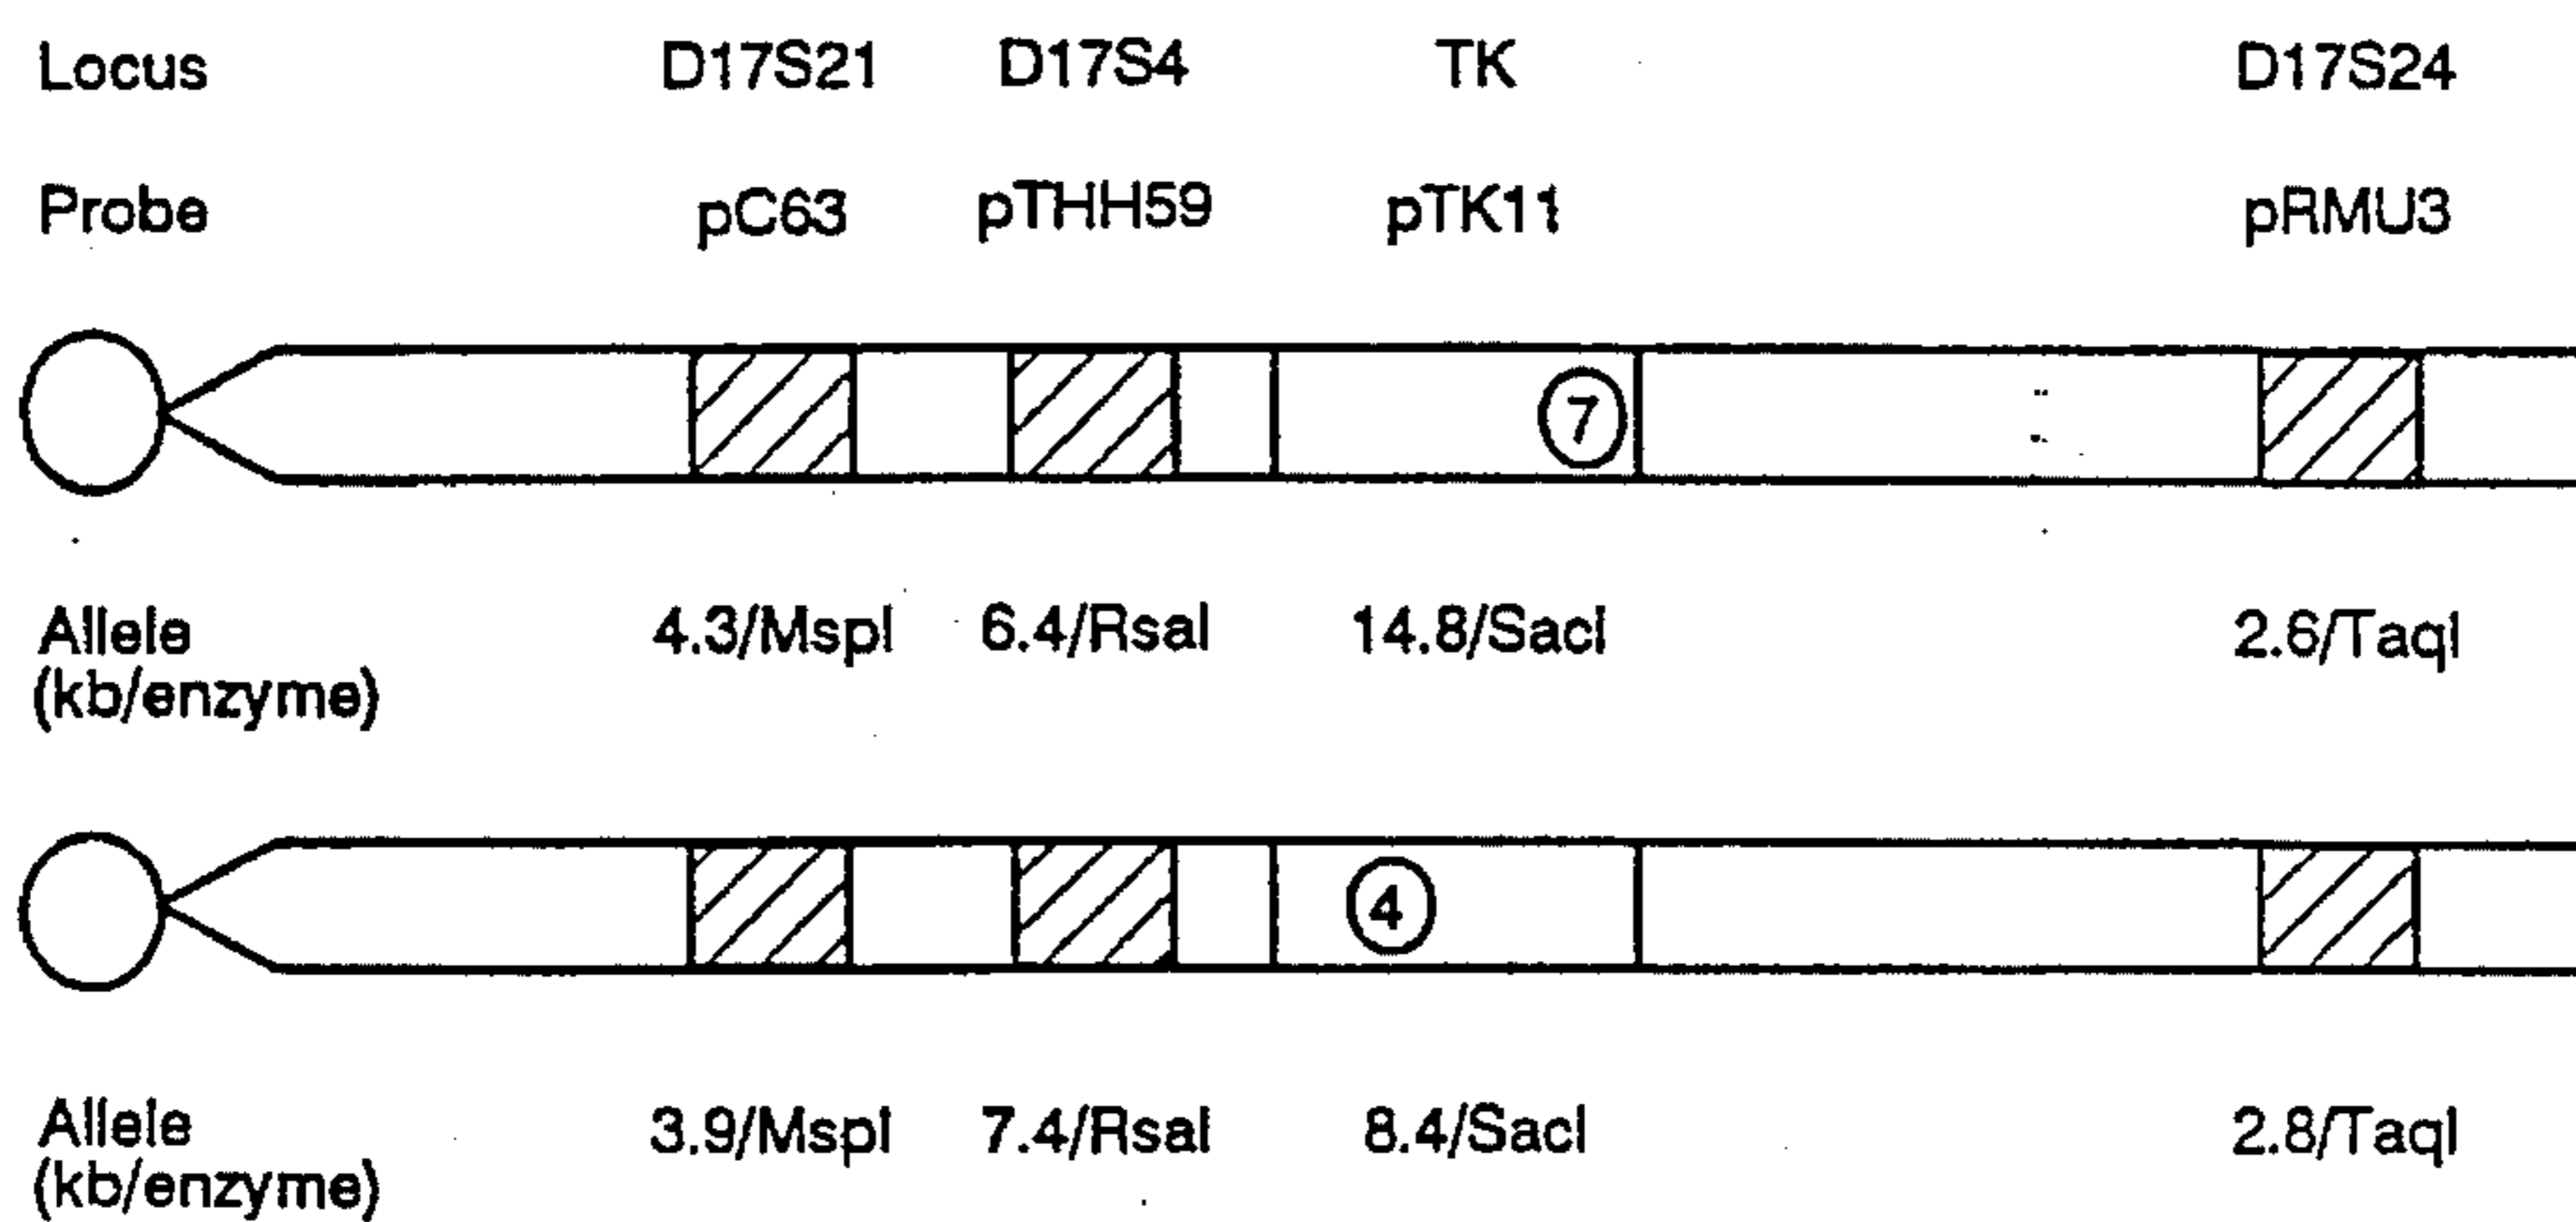 Locus D17S21 D17S4 TK D17S24
Probe pC63 pTHH59 pTK11 pRMU3
7
Allele 4.3/MspI 6.4/RsaI 14.8/SacI 2.6/TaqI
(kb/enzyme)
4
Allele 3.9/MspI 7.4/RsaI 8.4/SacI 2.8/TaqI
(kb/enzyme)